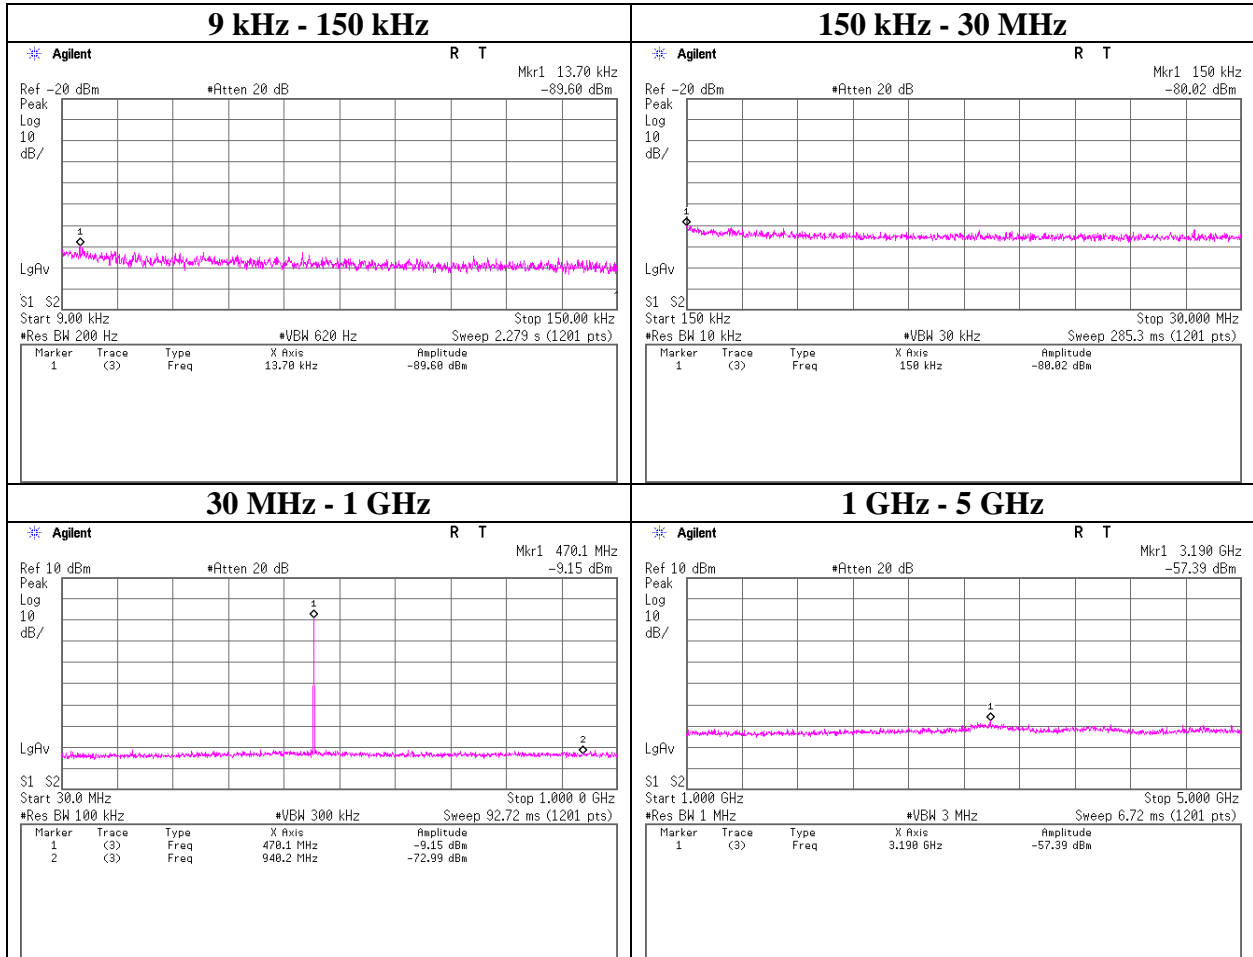 9 kHz - 150 kHz
Agilent R T
Mkr1 13.70 kHz
Ref -20 dBm #Atten 20 dB -89.60 dBm
Peak
Log
10
dB/
1
LgAv
S1 S2
Start 9.00 kHz Stop 150.00 kHz
#Res BW 200 Hz #VBW 620 Hz Sweep 2.279 s (1201 pts)
Marker Trace Type X Axis Amplitude
1 (3) Freq 13.70 kHz -89.60 dBm
150 kHz - 30 MHz
Agilent R T
Mkr1 150 kHz
Ref -20 dBm #Atten 20 dB -80.02 dBm
Peak
Log
10
dB/
1
LgAv
S1 S2
Start 150 kHz Stop 30.000 MHz
#Res BW 10 kHz #VBW 30 kHz Sweep 285.3 ms (1201 pts)
Marker Trace Type X Axis Amplitude
1 (3) Freq 150 kHz -80.02 dBm
30 MHz - 1 GHz
Agilent R T
Mkr1 470.1 MHz
Ref 10 dBm #Atten 20 dB -9.15 dBm
Peak
Log
10
dB/
1
2
LgAv
S1 S2
Start 30.0 MHz Stop 1.000 0 GHz
#Res BW 100 kHz #VBW 300 kHz Sweep 92.72 ms (1201 pts)
Marker Trace Type X Axis Amplitude
1 (3) Freq 470.1 MHz -9.15 dBm
2 (3) Freq 940.2 MHz -72.99 dBm
1 GHz - 5 GHz
Agilent R T
Mkr1 3.190 GHz
Ref 10 dBm #Atten 20 dB -57.39 dBm
Peak
Log
10
dB/
1
LgAv
S1 S2
Start 1.000 GHz Stop 5.000 GHz
#Res BW 1 MHz #VBW 3 MHz Sweep 6.72 ms (1201 pts)
Marker Trace Type X Axis Amplitude
1 (3) Freq 3.190 GHz -57.39 dBm